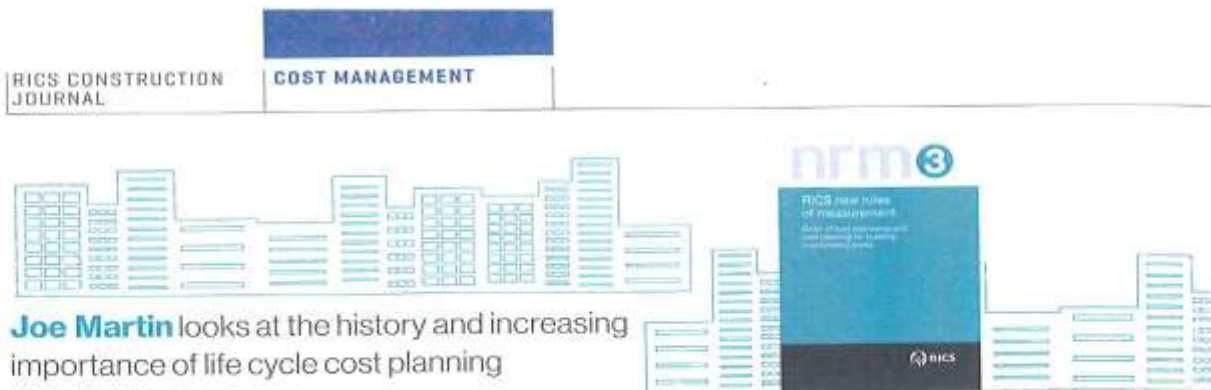 RICS CONSTRUCTION
JOURNAL
COST MANAGEMENT
nrm3
RICS new rules
of measurement
RICS
Joe Martin looks at the history and increasing
importance of life cycle cost planning